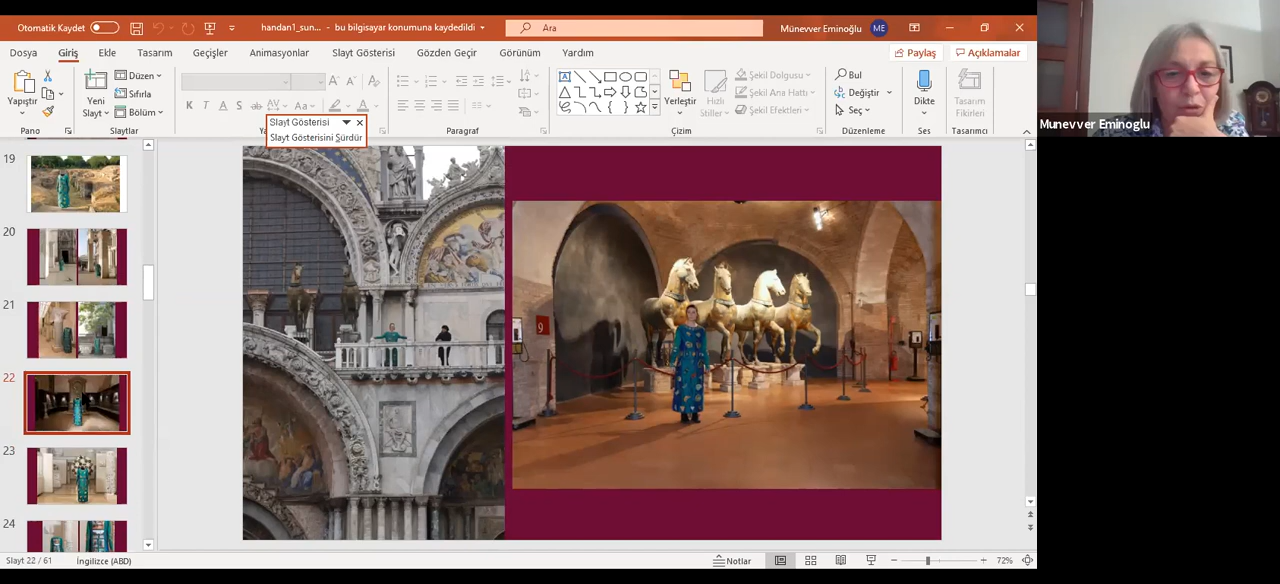 Otomatik Kaydet
handan1_sun... - bu bilgisayar konumuna kaydedildi
Ara
Münevver Eminoğlu ME
Dosya Giriş Ekle Tasarım Geçişler Animasyonlar Slayt Gösterisi Gözden Geçir Görünüm Yardım
Paylaş Açıklamalar
Yapıştır
Yeni
Slayt
Düzen
Sıfırla
Bölüm
K T A S ab AV Aa A
Yerleştir
Hızlı
Stiller
Şekil Dolgusu
Şekil Ana Hattı
Şekil Efektleri
Bul
Değiştir
Seç
Dikte
Tasarım
Fikirleri
Pano Slaytlar Paragraf Çizim Düzenleme Ses Tasarımcı
Slayt Gösterisi
Slayt Gösterisini Sürdür
Munevver Eminoglu
19
20
21
22
23
24
9
Slayt 22 / 61 İngilizce (ABD) Notlar 72%